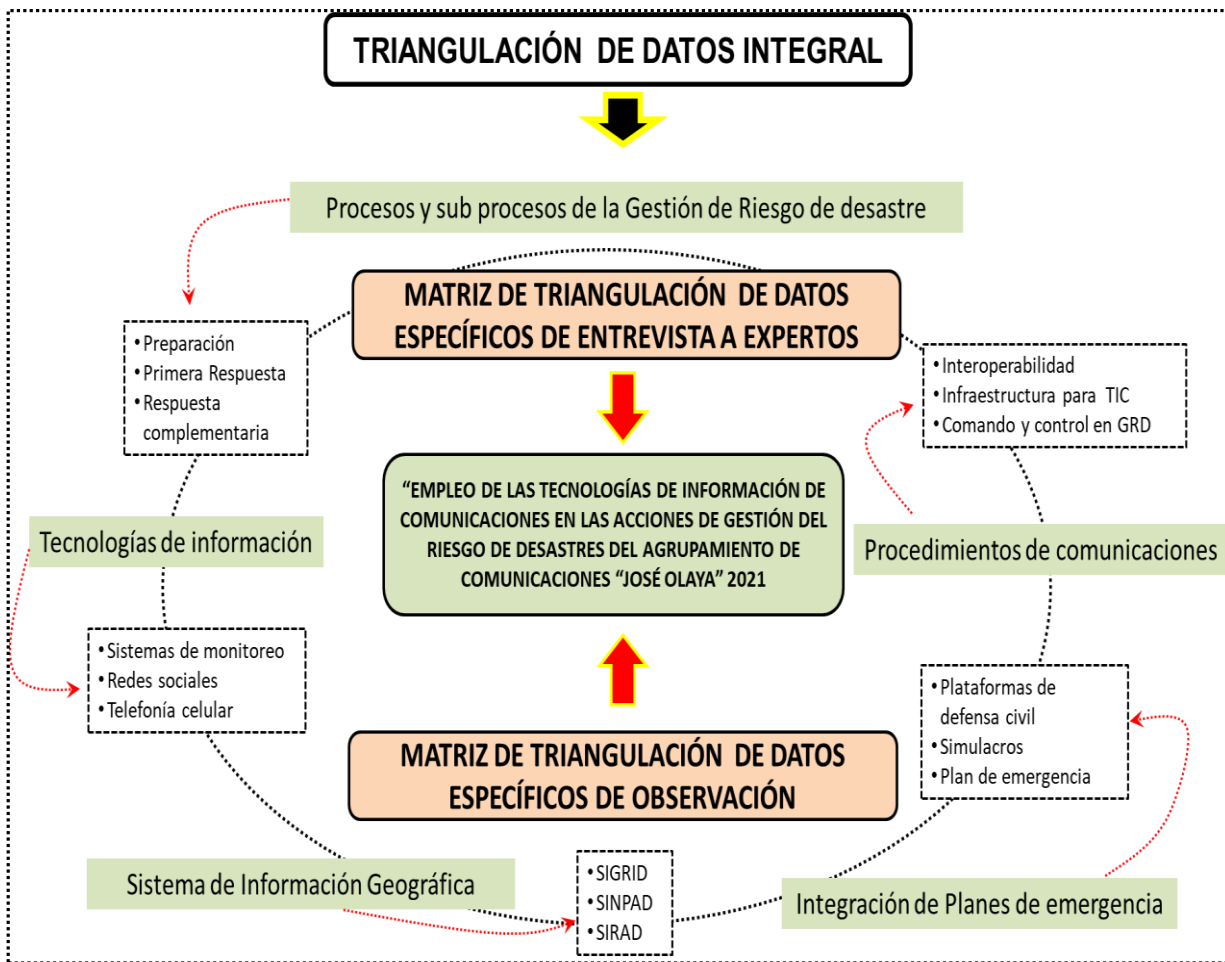 TRIANGULACIÓN DE DATOS INTEGRAL
Procesos y sub procesos de la Gestión de Riesgo de desastre
MATRIZ DE TRIANGULACIÓN DE DATOS
ESPECÍFICOS DE ENTREVISTA A EXPERTOS
• Preparación
• Primera Respuesta
• Respuesta
complementaria
• Interoperabilidad
• Infraestructura para TIC
• Comando y control en GRD
"EMPLEO DE LAS TECNOLOGÍAS DE INFORMACIÓN DE
COMUNICACIONES EN LAS ACCIONES DE GESTIÓN DEL
RIESGO DE DESASTRES DEL AGRUPAMIENTO DE
COMUNICACIONES "JOSÉ OLAYA" 2021
Tecnologías de información
Procedimientos de comunicaciones
• Sistemas de monitoreo
• Redes sociales
• Telefonía celular
• Plataformas de
defensa civil
• Simulacros
• Plan de emergencia
MATRIZ DE TRIANGULACIÓN DE DATOS
ESPECÍFICOS DE OBSERVACIÓN
Sistema de Información Geográfica
• SIGRID
• SINPAD
• SIRAD
Integración de Planes de emergencia